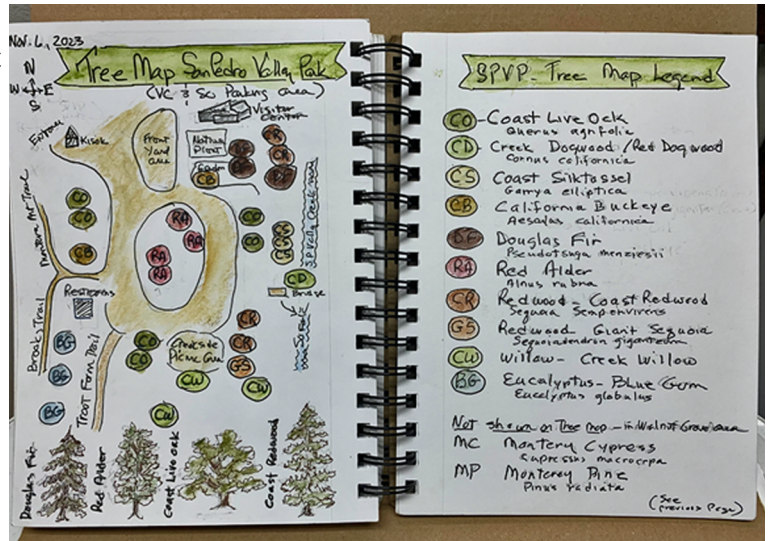 Nov. 6, 2023
Tree Map San Pedro Valley Park
(VC & So Parking area)
N
W E
S
Visitor
Center
Kisok
Front
Yard
area
Native
Plant
Garden
CB
DF
DF
DF
CR
CR
CO
CO
CB
RA
RA
RA
RA
CO
CO
CS
CS
CS
CD
Bridge
Restrooms
Brooks Trail
Trout Farm Trail
BG
BG
BG
CO
CO
Creekside
Picnic Area
CR
CR
GS
CW
CW
CW
So Fork
Douglas Fir
Red Alder
Coast Live Oak
Coast Redwood
SPVP - Tree Map Legend
CO - Coast Live Oak
Quercus agrifolia
CD Creek Dogwood / Red Dogwood
Cornus californica
CS Coast Silktassel
Garrya elliptica
CB California Buckeye
Aesculus californica
DF Douglas Fir
Pseudotsuga menziesii
RA Red Alder
Alnus rubra
CR Redwood - Coast Redwood
Sequoia Sempervirens
GS Redwood Giant Sequoia
Sequoiadendron giganteum
CW Willow - Creek Willow
BG Eucalyptus - Blue Gum
Eucalyptus globulus
Not shown on Tree map - in Walnut Grove area
MC Monterey Cypress
Cupressus macrocarpa
MP Monterey Pine
Pinus radiata
(See
previous Page)